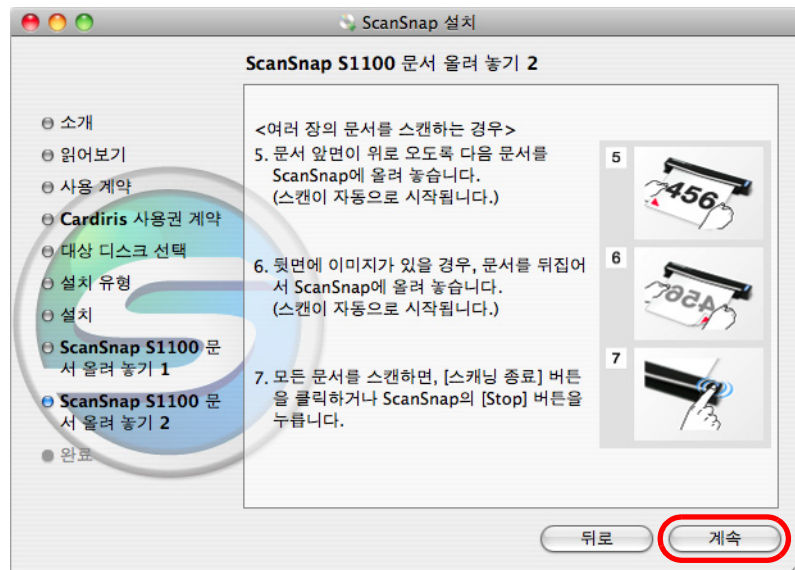 ScanSnap 설치
ScanSnap S1100 문서 올려 놓기 2
소개
읽어보기
사용 계약
Cardiris 사용권 계약
대상 디스크 선택
설치 유형
설치
ScanSnap S1100 문
서 올려 놓기 1
ScanSnap S1100 문
서 올려 놓기 2
완료
<여러 장의 문서를 스캔하는 경우>
5. 문서 앞면이 위로 오도록 다음 문서를
ScanSnap에 올려 놓습니다.
(스캔이 자동으로 시작됩니다.)
5
456
6. 뒷면에 이미지가 있을 경우, 문서를 뒤집어
서 ScanSnap에 올려 놓습니다.
(스캔이 자동으로 시작됩니다.)
6
456
7. 모든 문서를 스캔하면, [스캐닝 종료] 버튼
을 클릭하거나 ScanSnap의 [Stop] 버튼을
누릅니다.
7
뒤로
계속